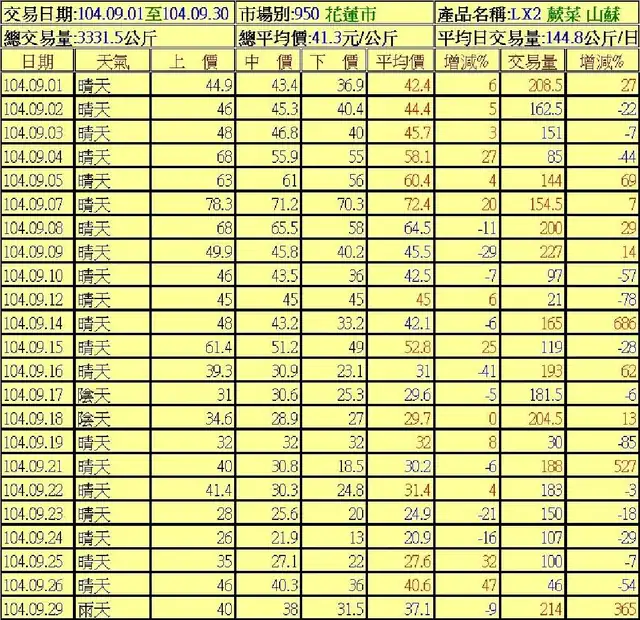 交易日期:104.09.01至104.09.30 市場別:950 花蓮市 產品名稱:LX2 蕨菜 山蘇
總交易量:3331.5公斤 總平均價:41.3元/公斤 平均日交易量:144.8公斤/日
日期 天氣 上 價 中 價 下 價 平均價 增減% 交易量 增減%
104.09.01 晴天 44.9 43.4 36.9 42.4 6 208.5 27
104.09.02 晴天 46 45.3 40.4 44.4 5 162.5 -22
104.09.03 晴天 48 46.8 40 45.7 3 151 -7
104.09.04 晴天 68 55.9 55 58.1 27 85 -44
104.09.05 晴天 63 61 56 60.4 4 144 69
104.09.07 晴天 78.3 71.2 70.3 72.4 20 154.5 7
104.09.08 晴天 68 65.5 58 64.5 -11 200 29
104.09.09 晴天 49.9 45.8 40.2 45.5 -29 227 14
104.09.10 晴天 46 43.5 36 42.5 -7 97 -57
104.09.12 晴天 45 45 45 45 6 21 -78
104.09.14 晴天 48 43.2 33.2 42.1 -6 165 686
104.09.15 晴天 61.4 51.2 49 52.8 25 119 -28
104.09.16 晴天 39.3 30.9 23.1 31 -41 193 62
104.09.17 陰天 31 30.6 25.3 29.6 -5 181.5 -6
104.09.18 陰天 34.6 28.9 27 29.7 0 204.5 13
104.09.19 晴天 32 32 32 32 8 30 -85
104.09.21 晴天 40 30.8 18.5 30.2 -6 188 527
104.09.22 晴天 41.4 30.3 24.8 31.4 4 183 -3
104.09.23 晴天 28 25.6 20 24.9 -21 150 -18
104.09.24 晴天 26 21.9 13 20.9 -16 107 -29
104.09.25 晴天 35 27.1 22 27.6 32 100 -7
104.09.26 晴天 46 40.3 36 40.6 47 46 -54
104.09.29 雨天 40 38 31.5 37.1 -9 214 365